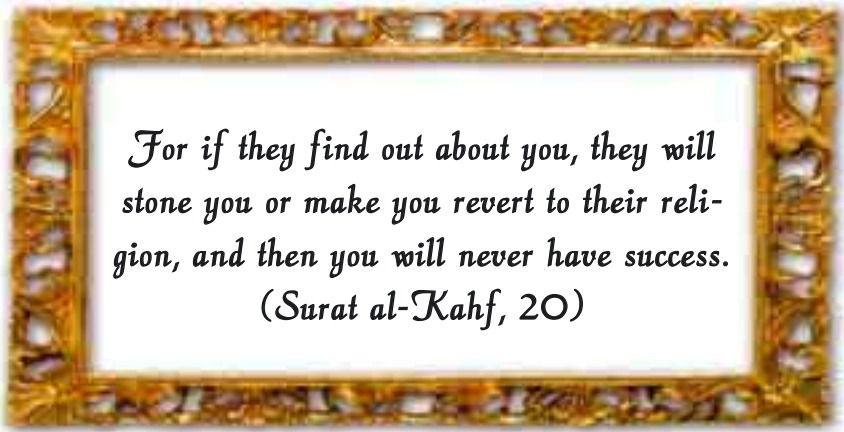 For if they find out about you, they will
stone you or make you revert to their reli-
gion, and then you will never have success.
(Surat al-Kahf, 20)